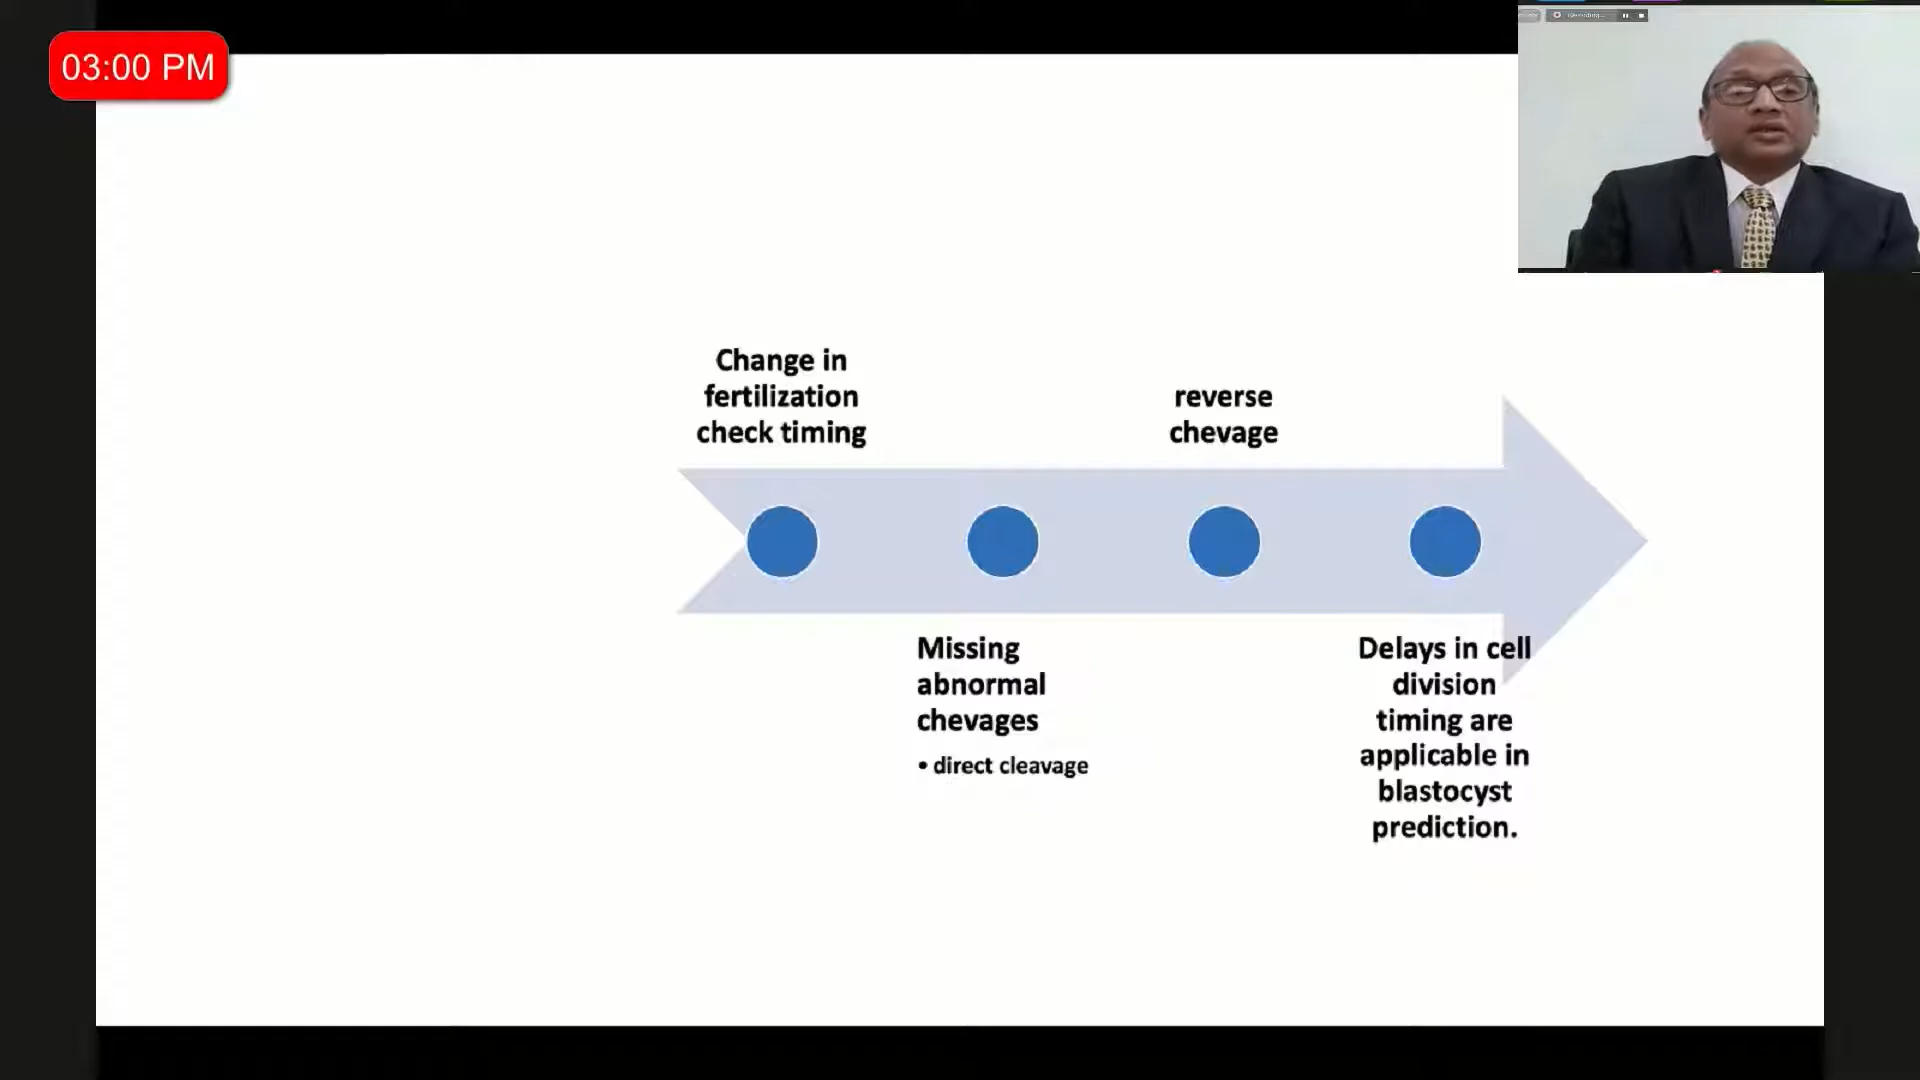 03:00 PM
Change in
fertilization
check timing
reverse
chevage
Missing
abnormal
chevages
• direct cleavage
Delays in cell
division
timing are
applicable in
blastocyst
prediction.